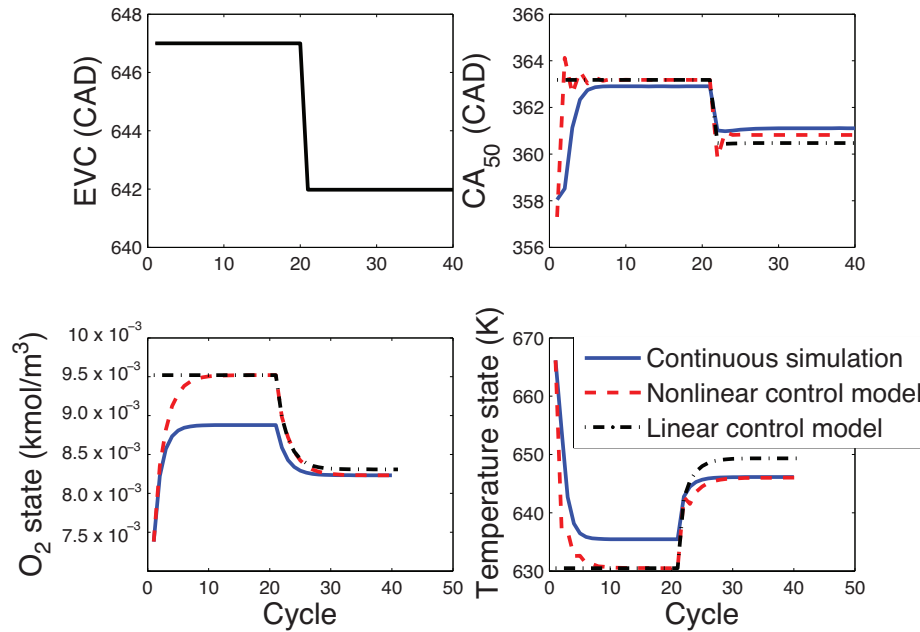 648
646
644
642
640
EVC (CAD)
0 10 20 30 40
366
364
362
360
358
356
CA50 (CAD)
0 10 20 30 40
10 x 10−3
9.5 x 10−3
9 x 10−3
8.5 x 10−3
8 x 10−3
7.5 x 10−3
O2 state (kmol/m3)
0 10 20 30 40 50
Cycle
670
660
650
640
630
Temperature state (K)
Continuous simulation
Nonlinear control model
Linear control model
0 10 20 30 40 50
Cycle